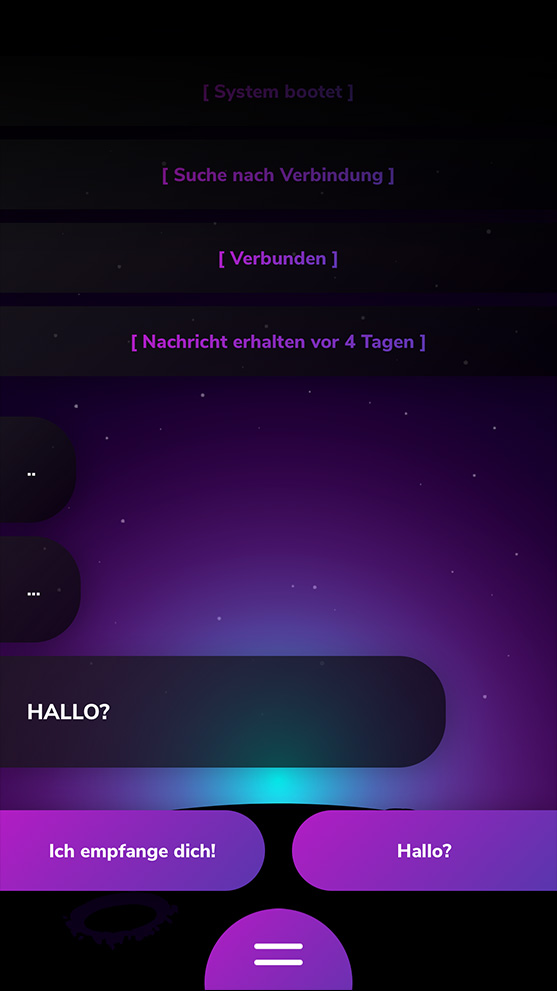 [ System bootet ]
[ Suche nach Verbindung ]
[ Verbunden ]
[ Nachricht erhalten vor 4 Tagen ]
..
...
HALLO?
Ich empfange dich!
Hallo?